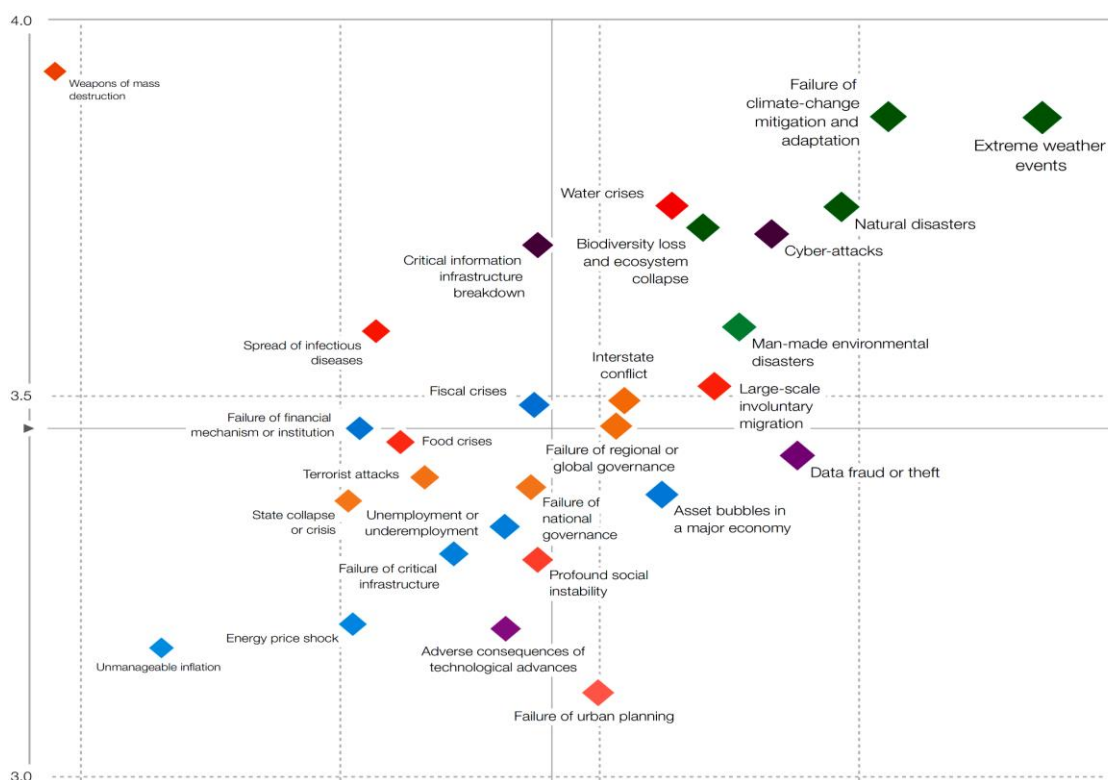 4.0
Weapons of mass
destruction
Failure of
climate-change
mitigation and
adaptation
Extreme weather
events
Water crises
Natural disasters
Biodiversity loss
and ecosystem
collapse
Cyber-attacks
Critical information
infrastructure
breakdown
Spread of infectious
diseases
Man-made environmental
disasters
Interstate
conflict
Fiscal crises
Large-scale
involuntary
migration
3.5
Failure of financial
mechanism or institution
Food crises
Failure of regional or
global governance
Data fraud or theft
Terrorist attacks
State collapse
or crisis
Unemployment or
underemployment
Failure of
national
governance
Asset bubbles in
a major economy
Failure of critical
infrastructure
Profound social
instability
Energy price shock
Adverse consequences of
technological advances
Unmanageable inflation
Failure of urban planning
3.0